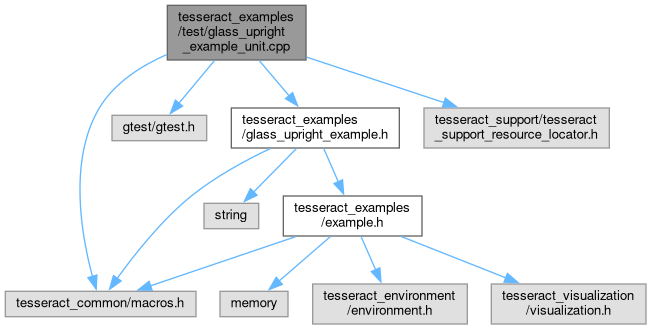 tesseract_examples
/test/glass_upright
_example_unit.cpp
gtest/gtest.h
tesseract_examples
/glass_upright_example.h
tesseract_support/tesseract
_support_resource_locator.h
string
tesseract_examples
/example.h
tesseract_common/macros.h
memory
tesseract_environment
/environment.h
tesseract_visualization
/visualization.h